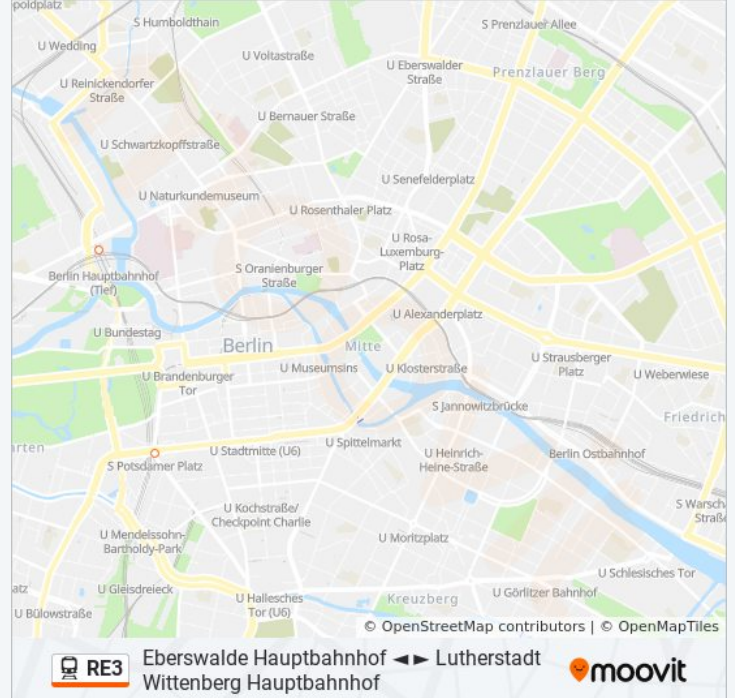 poldplatz
S Humboldthain
S Prenzlauer Allee
U Wedding
U Voltastraße
U Eberswalder
Straße
Prenzlauer Berg
U Reinickendorfer
Straße
U Bernauer Straße
U Schwartzkopffstraße
U Senefelderplatz
U Naturkundemuseum
U Rosenthaler Platz
U Rosa-
Luxemburg-
Platz
Berlin Hauptbahnhof
(Tief)
S Oranienburger
Straße
U Alexanderplatz
U Bundestag
Berlin
Mitte
U Strausberger
Platz
U Museumsins
U Klosterstraße
U Weberwiese
U Brandenburger
Tor
S Jannowitzbrücke
Friedrich
arten
U Stadtmitte (U6)
U Spittelmarkt
U Heinrich-
Heine-Straße
Berlin Ostbahnhof
S Potsdamer Platz
S Warsch
Straße
U Kochstraße/
Checkpoint Charlie
U Mendelssohn-
Bartholdy-Park
U Moritzplatz
U Schlesisches Tor
atz
U Gleisdreieck
U Hallesches
Tor (U6)
Kreuzberg
U Görlitzer Bahnhof
U Bülowstraße
© OpenStreetMap contributors | © OpenMapTiles
RE3
Eberswalde Hauptbahnhof ◄► Lutherstadt
Wittenberg Hauptbahnhof
moovit